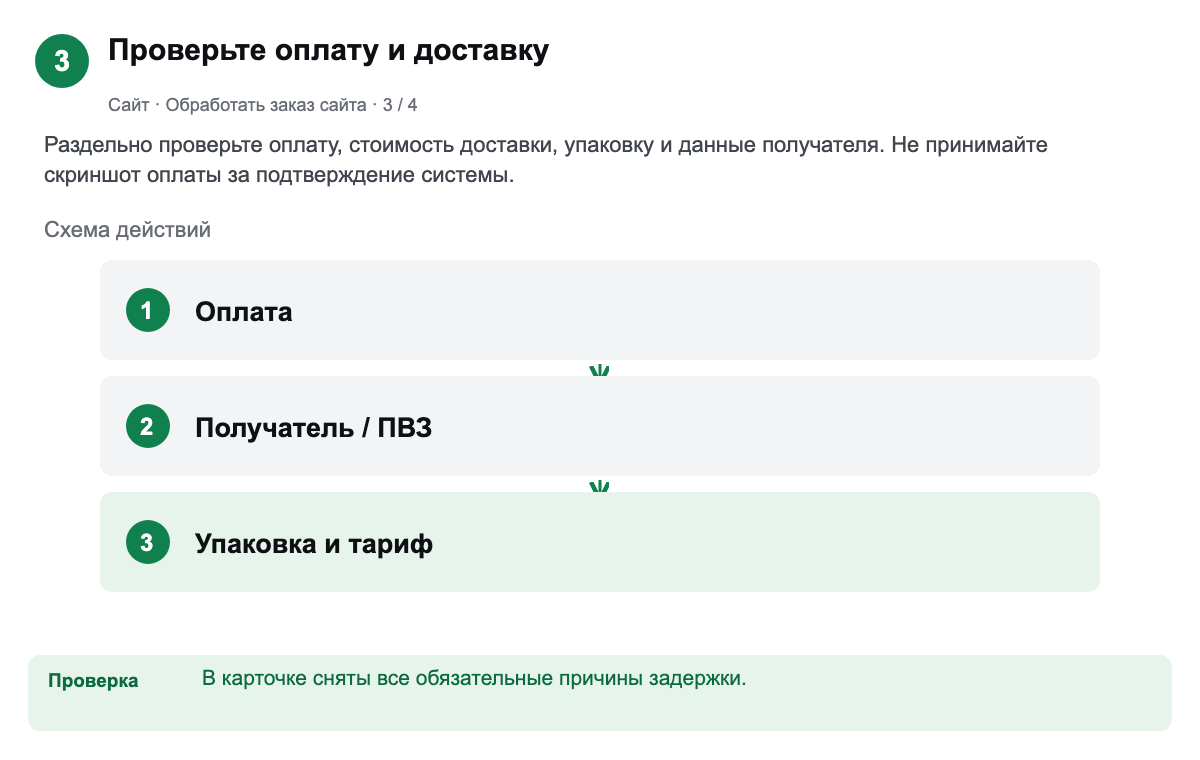 3
Проверьте оплату и доставку
Сайт · Обработать заказ сайта · 3 / 4
Раздельно проверьте оплату, стоимость доставки, упаковку и данные получателя. Не принимайте
скриншот оплаты за подтверждение системы.
Схема действий
1 Оплата
2 Получатель / ПВЗ
3 Упаковка и тариф
Проверка В карточке сняты все обязательные причины задержки.